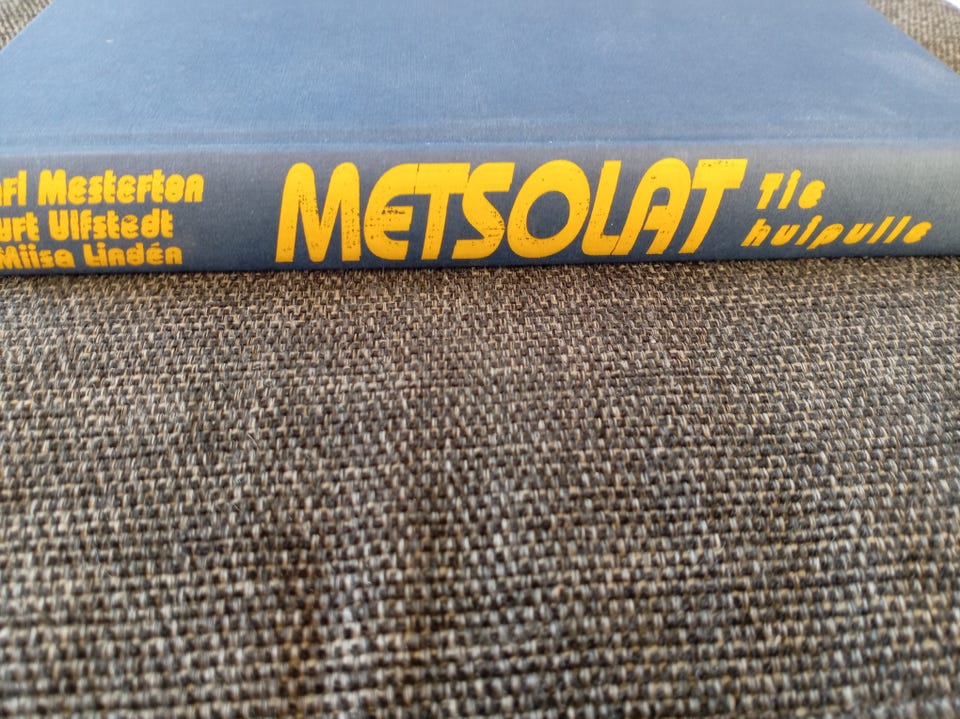 arl Mesterton
urt Ulfstedt
Miisa Lindén
METSOLAT
Tie
huipulle